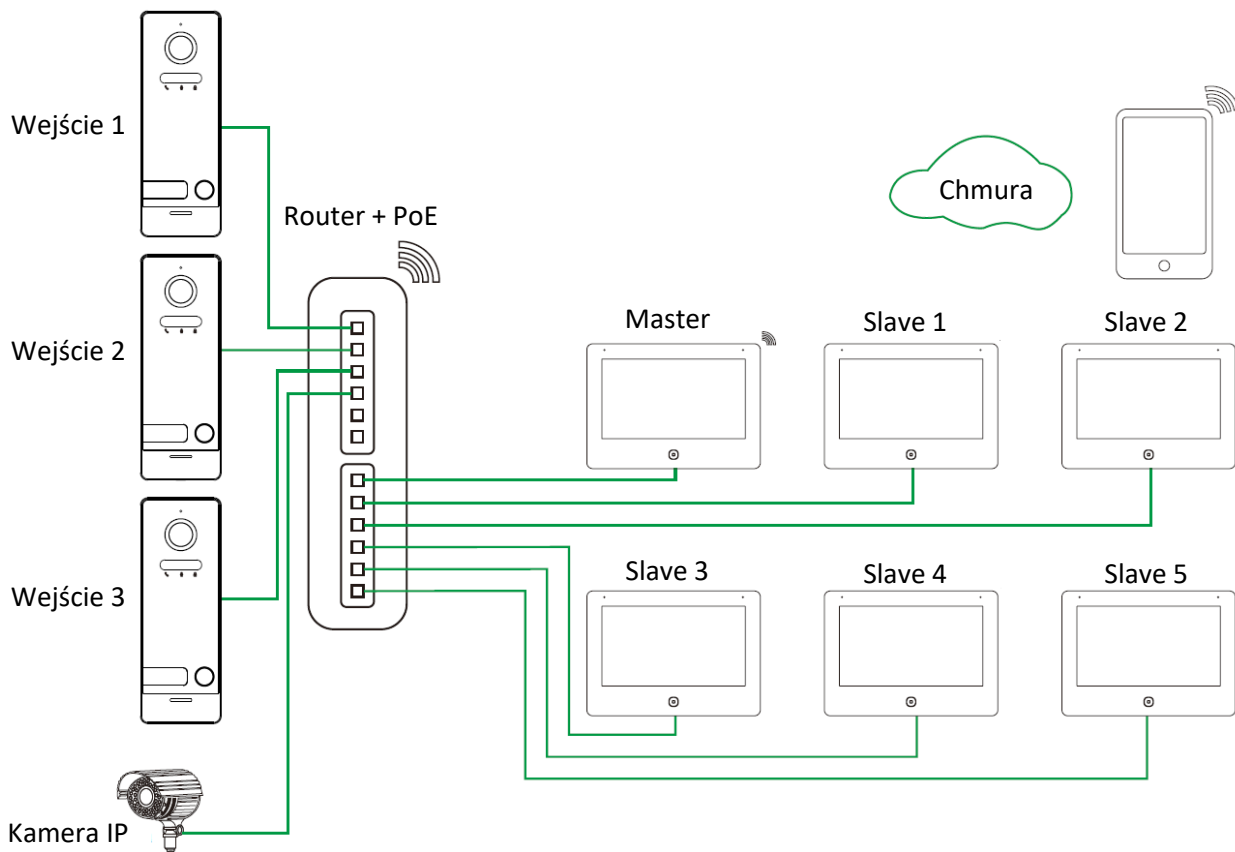 Wejście 1
Router + PoE
Chmura
Wejście 2
Master
Slave 1
Slave 2
Wejście 3
Slave 3
Slave 4
Slave 5
Kamera IP